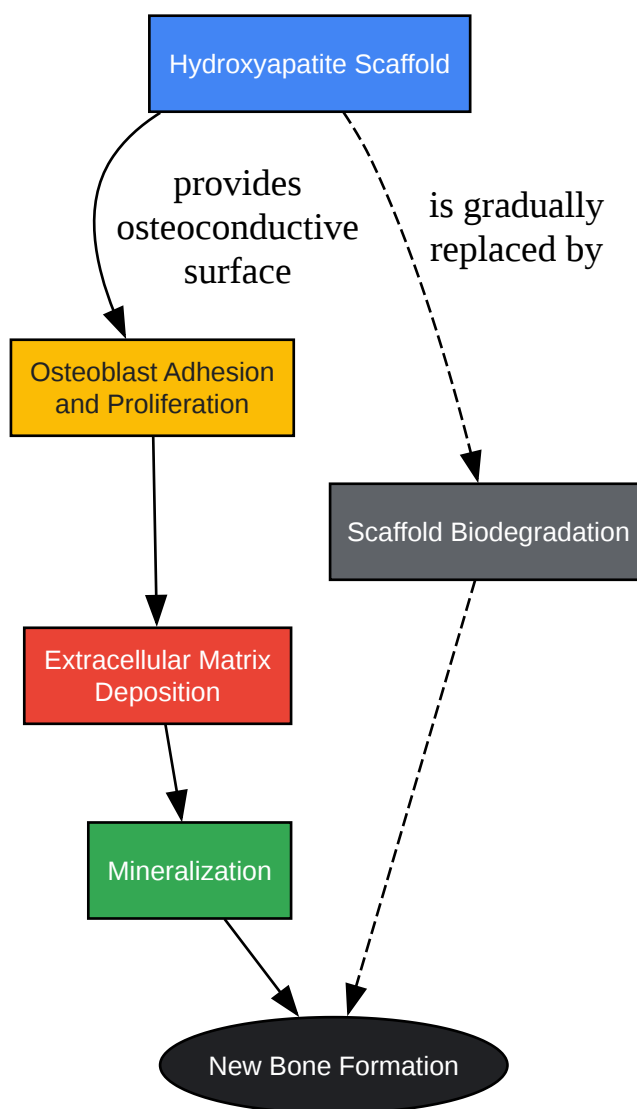 Hydroxyapatite Scaffold
provides
osteoconductive
surface
is gradually
replaced by
Osteoblast Adhesion
and Proliferation
Scaffold Biodegradation
Extracellular Matrix
Deposition
Mineralization
New Bone Formation